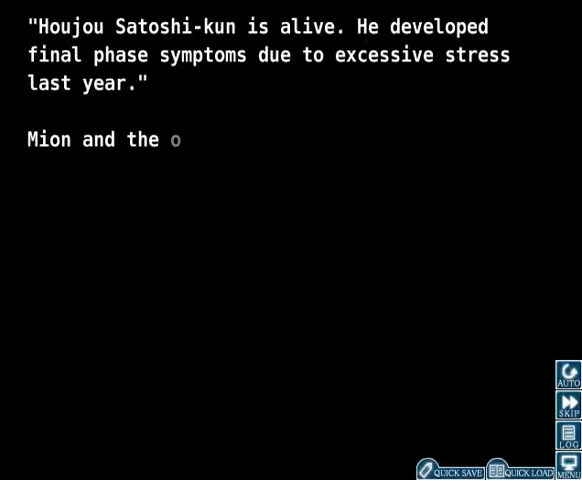 "Houjou Satoshi-kun is alive. He developed
final phase symptoms due to excessive stress
last year."
Mion and the o
AUTO
SKIP
LOG
QUICK SAVE
QUICK LOAD
MENU